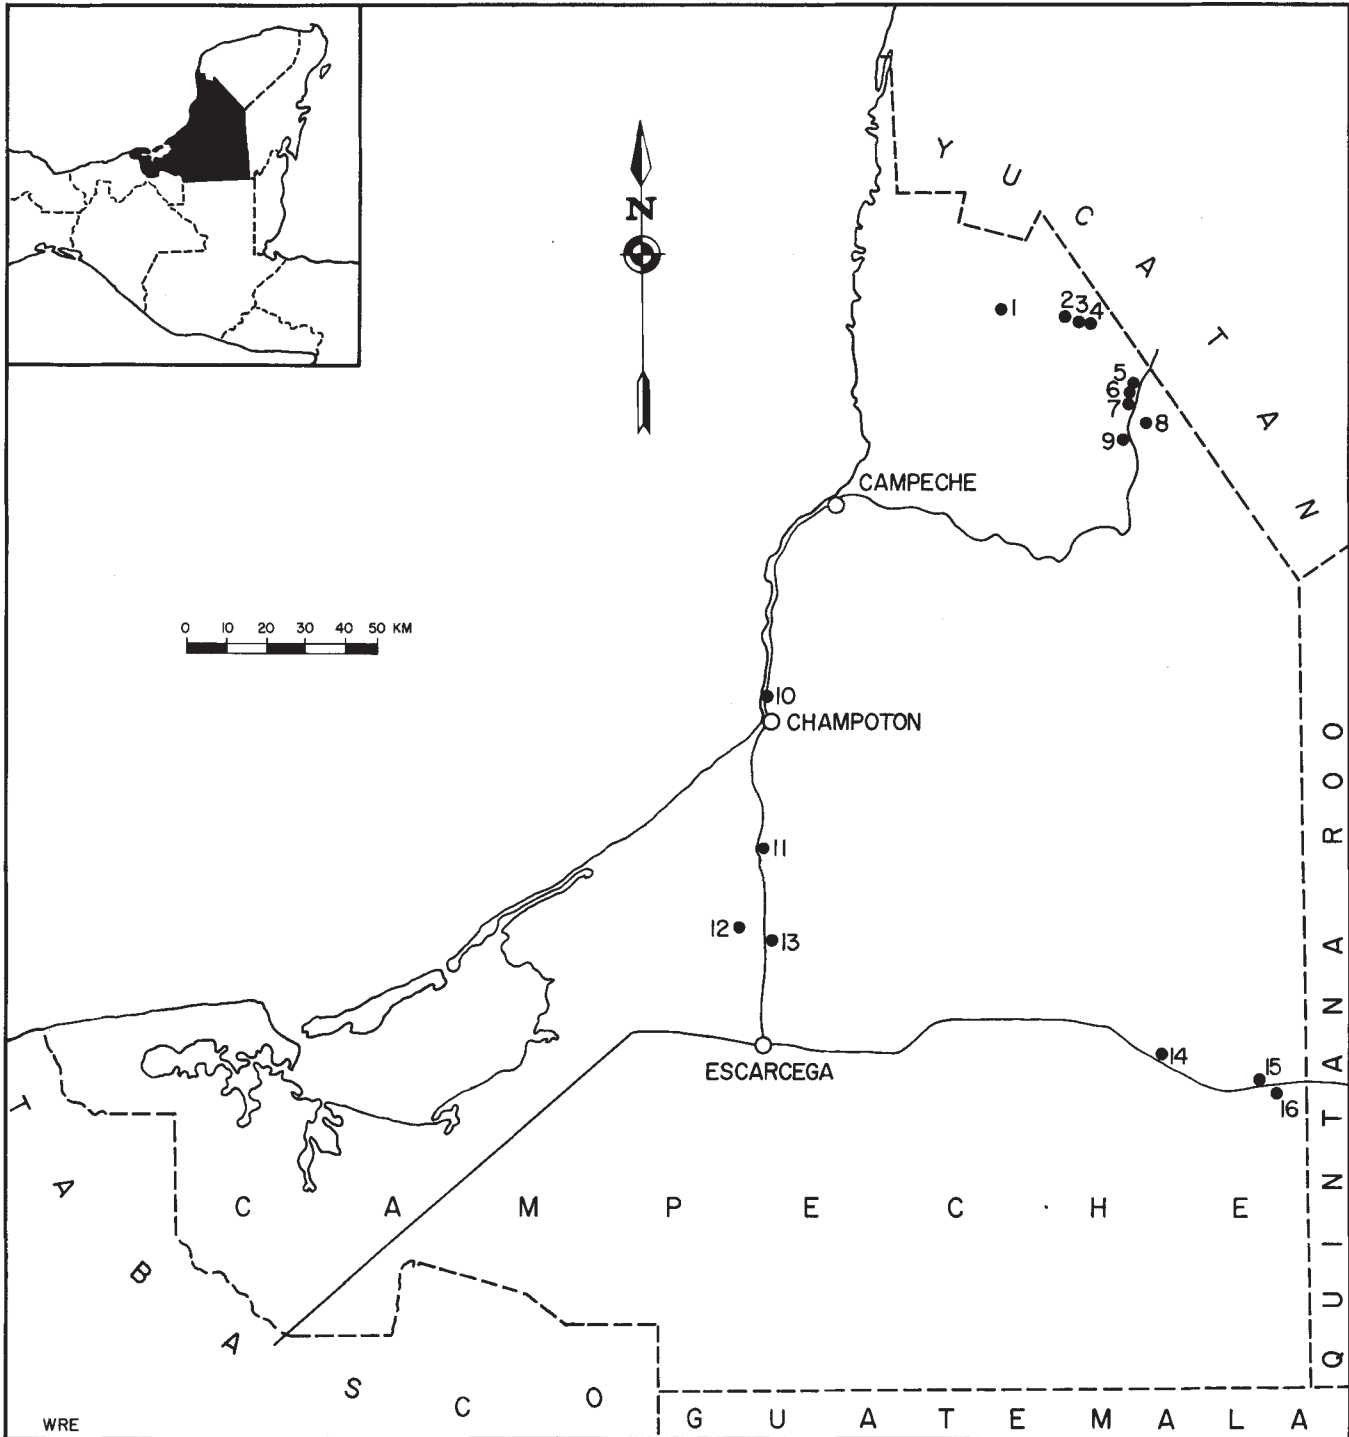 N
YUCATAN
1
2 3 4
5
6
7
8
9
CAMPECHE
0 10 20 30 40 50 KM
10
CHAMPOTON
11
12
13
ESCARCEGA
14
15
16
TABASCO
CAMPECHE
QUINTANA ROO
GUATEMALA
WRE